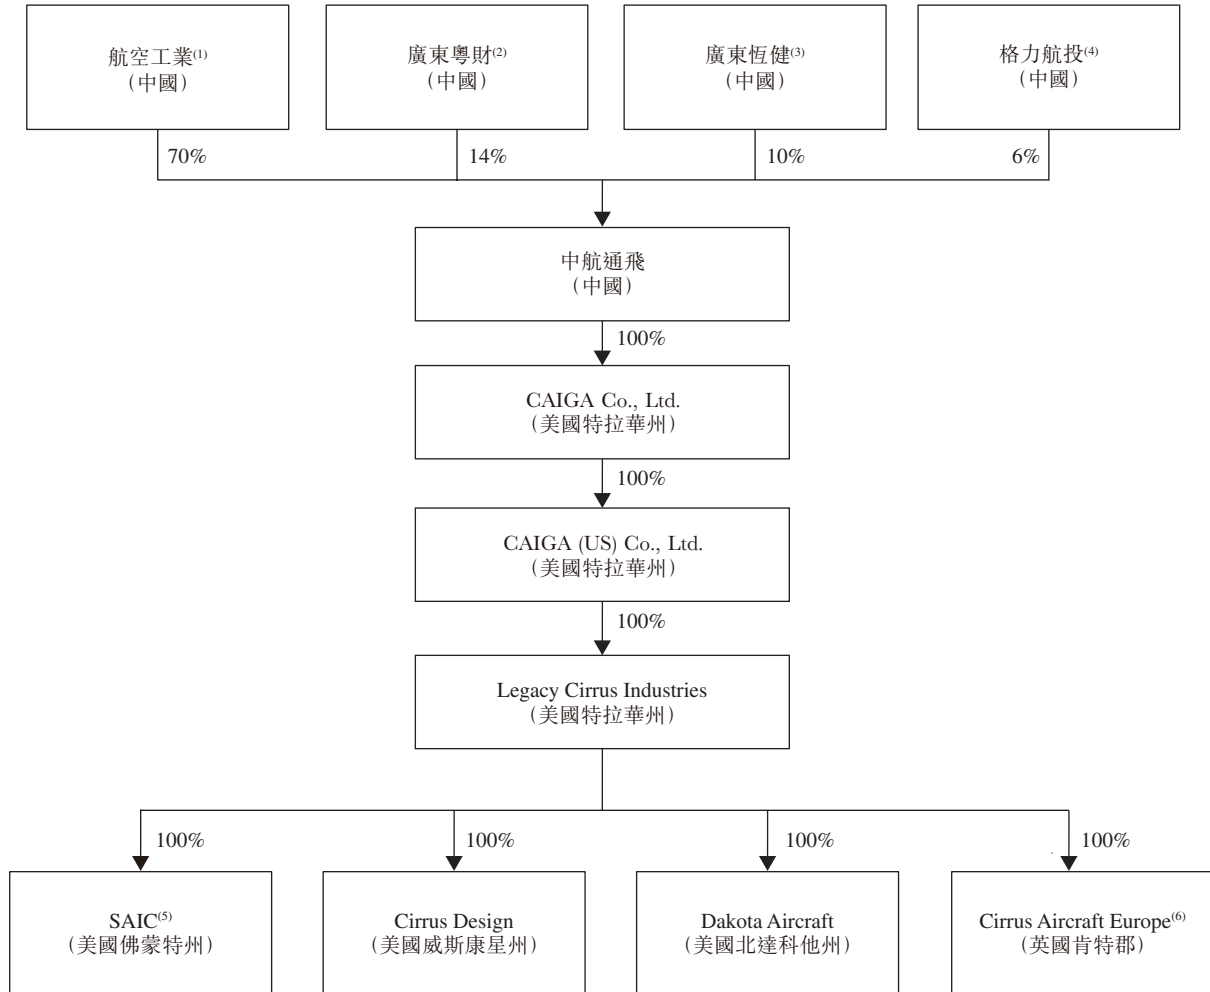 航空工業(1)
（中國）
廣東粵財(2)
（中國）
廣東恆健(3)
（中國）
格力航投(4)
（中國）
70%
14%
10%
6%
中航通飛
（中國）
100%
CAIGA Co., Ltd.
（美國特拉華州）
100%
CAIGA (US) Co., Ltd.
（美國特拉華州）
100%
Legacy Cirrus Industries
（美國特拉華州）
100%
100%
100%
100%
SAIC(5)
（美國佛蒙特州）
Cirrus Design
（美國威斯康星州）
Dakota Aircraft
（美國北達科他州）
Cirrus Aircraft Europe(6)
（英國肯特郡）